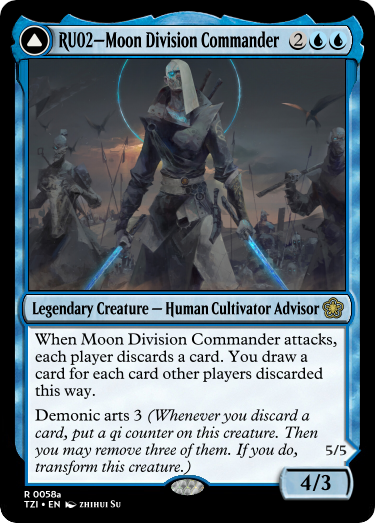 RU02—Moon Division Commander 2
Legendary Creature — Human Cultivator Advisor
When Moon Division Commander attacks,
each player discards a card. You draw a
card for each card other players discarded
this way.
Demonic arts 3 (Whenever you discard a
card, put a qi counter on this creature. Then
you may remove three of them. If you do,
transform this creature.)
5/5
4/3
R 0058a
TZI • EN ZHIHUI SU